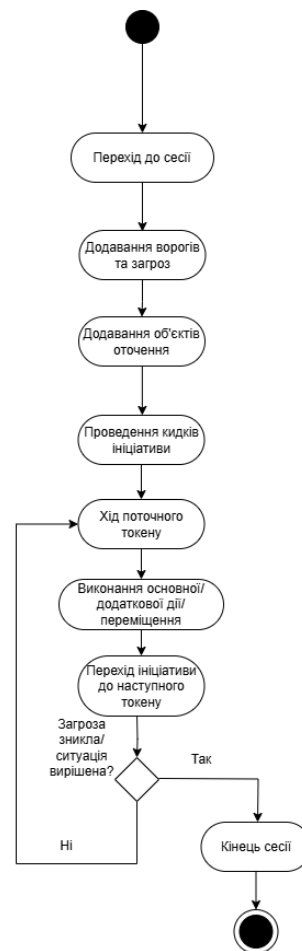 Перехід до сесії
Додавання ворогів
та загроз
Додавання об'єктів
оточення
Проведення кидків
ініціативи
Хід поточного
токену
Виконання основної/
додаткової дії/
переміщення
Перехід ініціативи
до наступного
токену
Загроза
зникла/
ситуація
вирішена?
Так
Ні
Кінець сесії